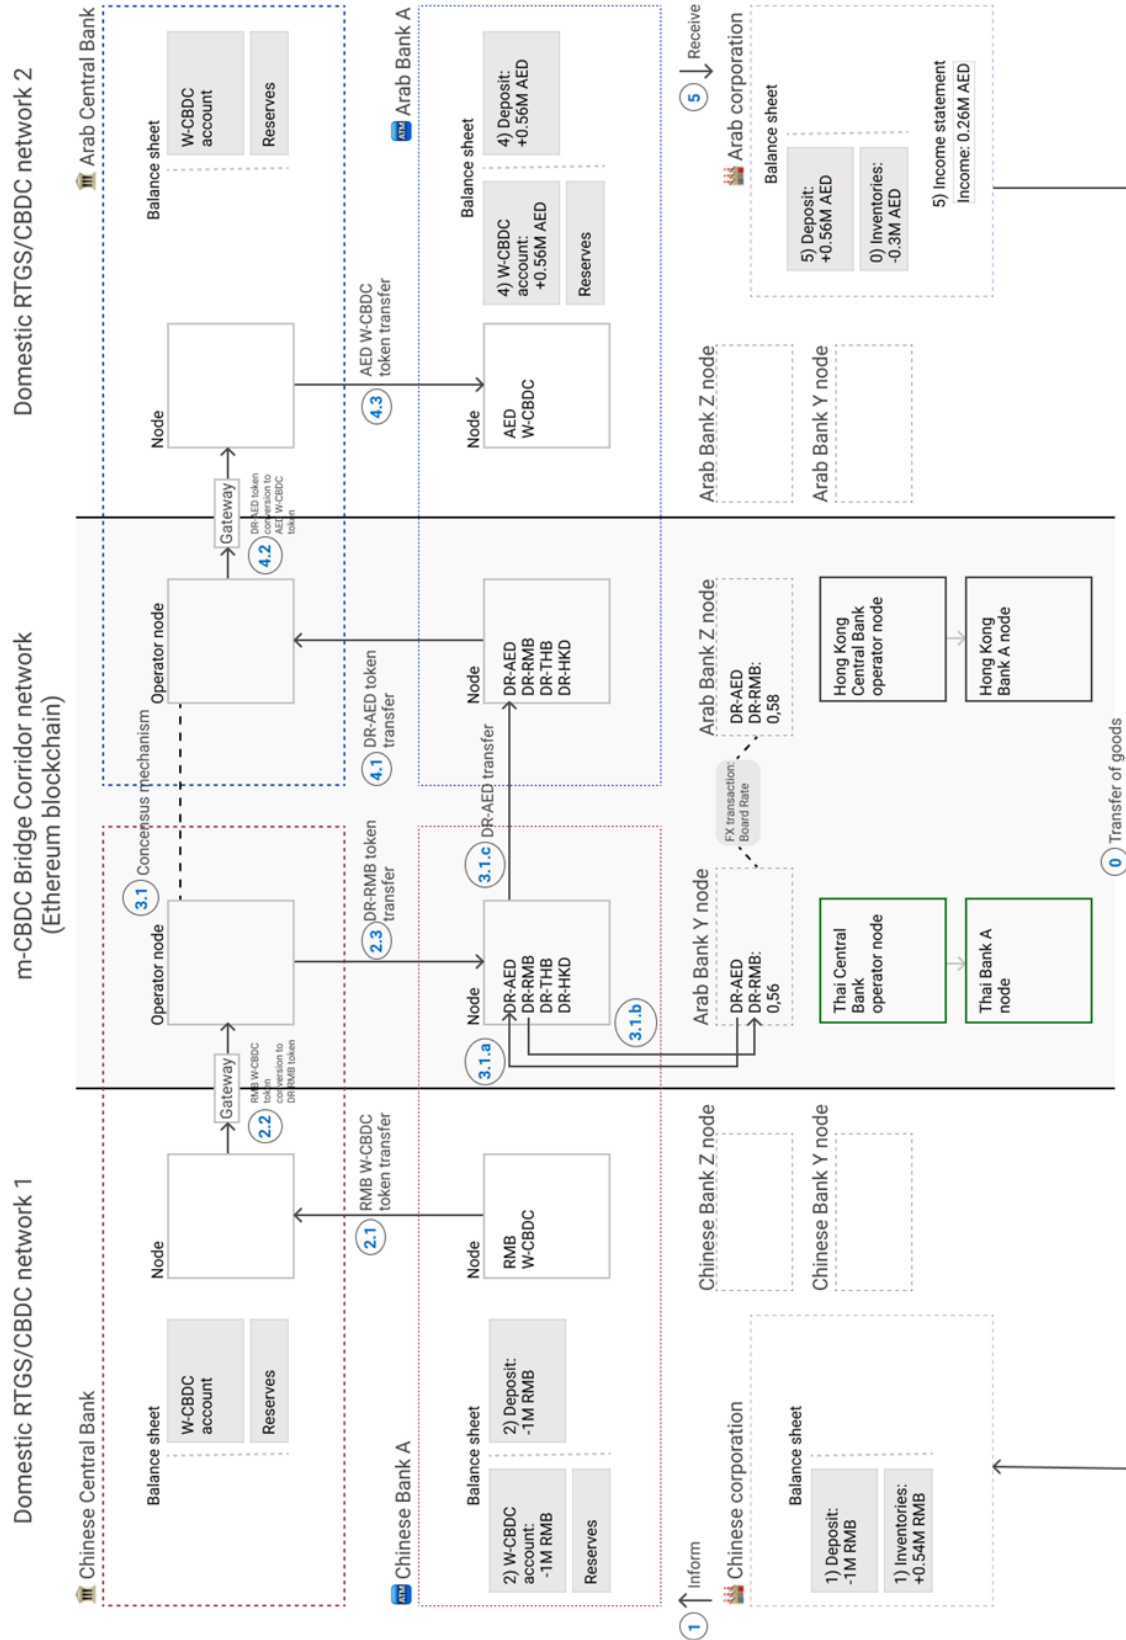 Domestic RTGS/CBDC network 1
m-CBDC Bridge Corridor network
(Ethereum blockchain)
Domestic RTGS/CBDC network 2
Chinese Central Bank
Balance sheet
W-CBDC
account
Reserves
Node
Gateway
2.2
RMB W-CBDC
token
conversion to
DR-RMB token
Operator node
3.1
Concensus mechanism
Operator node
Gateway
4.2
DR-AED token
conversion to
AED W-CBDC
token
Node
Arab Central Bank
Balance sheet
W-CBDC
account
Reserves
2.1
RMB W-CBDC
token transfer
2.3
DR-RMB token
transfer
4.1
DR-AED token
transfer
4.3
AED W-CBDC
token transfer
ATM
Chinese Bank A
Balance sheet
2) W-CBDC
account:
-1M RMB
Reserves
2) Deposit:
-1M RMB
Node
RMB
W-CBDC
3.1.a
Node
DR-AED
DR-RMB
DR-THB
DR-HKD
3.1.b
3.1.c
DR-AED transfer
Node
DR-AED
DR-RMB
DR-THB
DR-HKD
Node
AED
W-CBDC
ATM
Arab Bank A
Balance sheet
4) W-CBDC
account:
+0.56M AED
Reserves
4) Deposit:
+0.56M AED
1
Inform
5
Receive
Chinese corporation
Balance sheet
1) Deposit:
-1M RMB
1) Inventories:
+0.54M RMB
Chinese Bank Z node
Chinese Bank Y node
Arab Bank Y node
DR-AED
DR-RMB:
0,56
FX transaction:
Board Rate
Arab Bank Z node
DR-AED
DR-RMB:
0,58
Thai Central
Bank
operator node
Thai Bank A
node
Hong Kong
Central Bank
operator node
Hong Kong
Bank A node
Arab Bank Z node
Arab Bank Y node
Arab corporation
Balance sheet
5) Deposit:
+0.56M AED
0) Inventories:
-0.3M AED
5) Income statement
Income: 0.26M AED
0
Transfer of goods